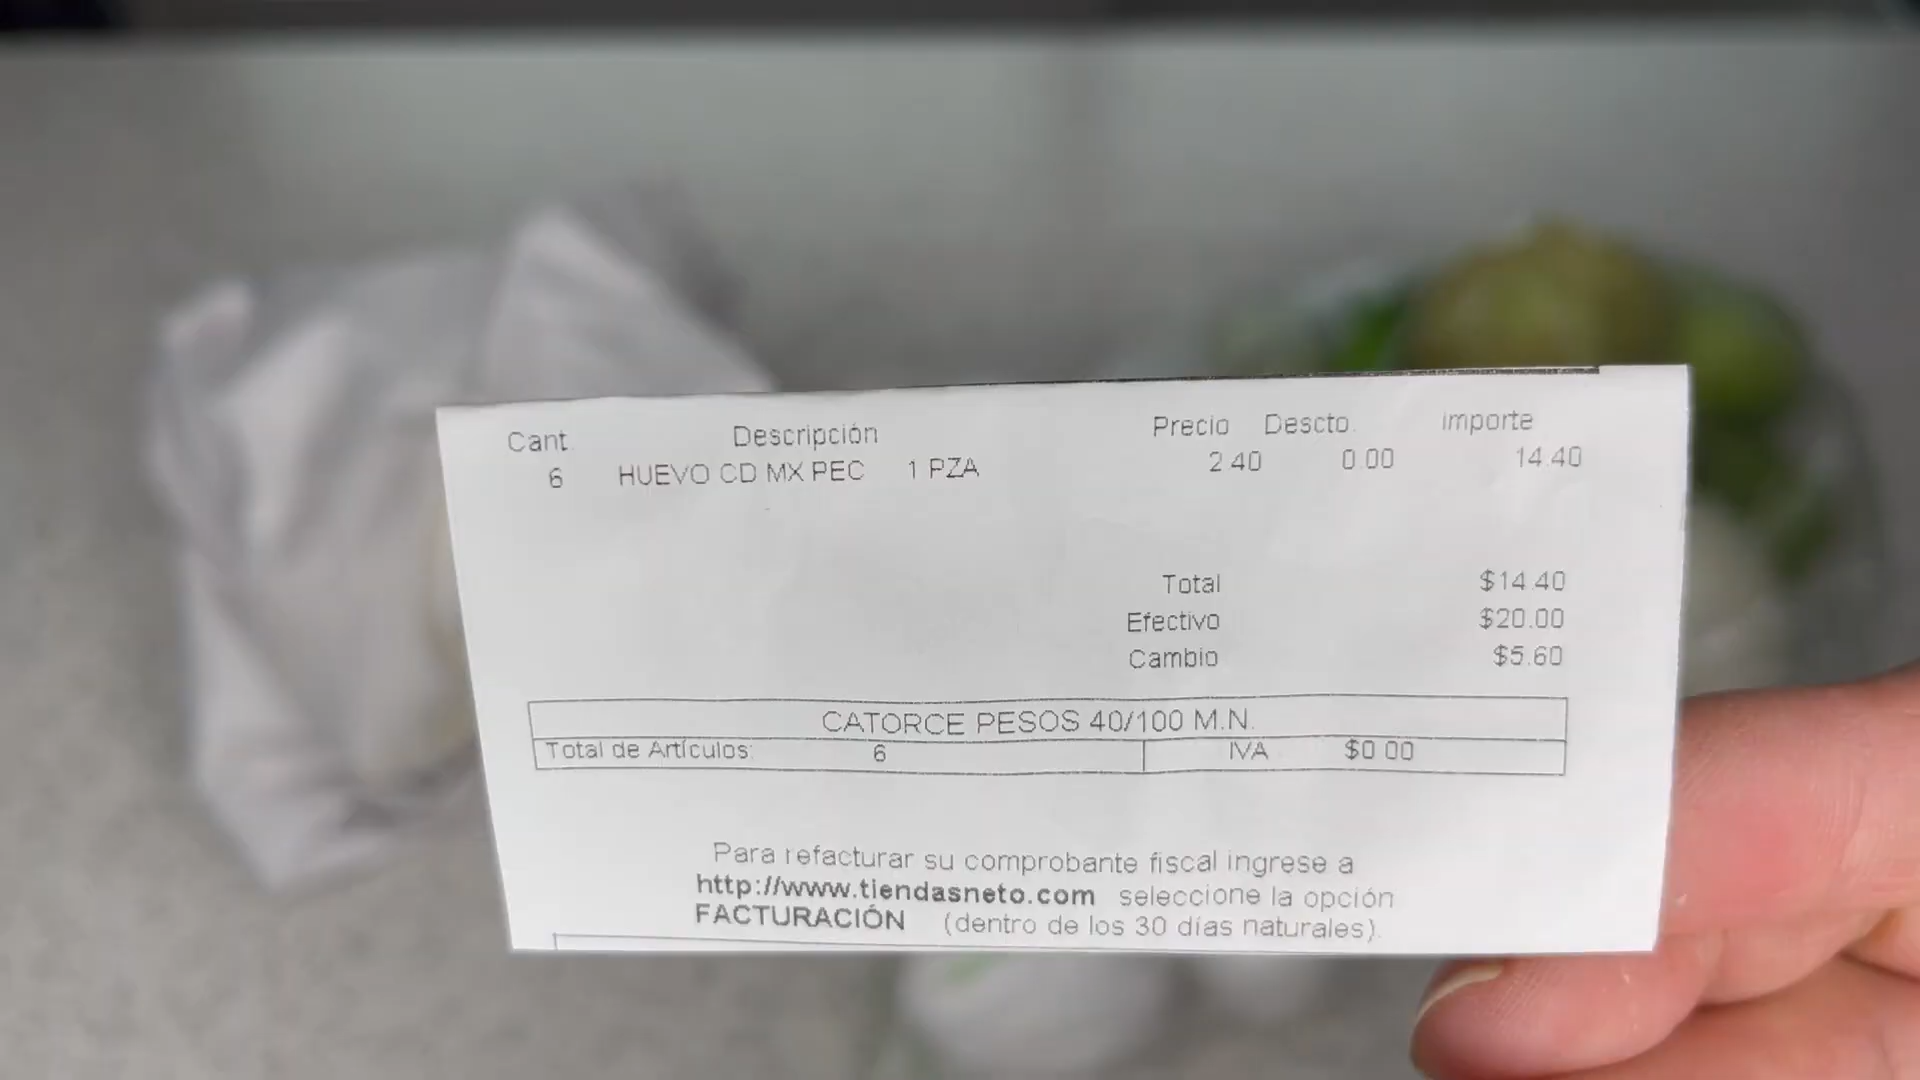 Cant. Descripción Precio Descto. Importe
6 HUEVO CD MX PEC 1 PZA 2.40 0.00 14.40
Total $14.40
Efectivo $20.00
Cambio $5.60
CATORCE PESOS 40/100 M.N.
Total de Artículos: 6 IVA $0.00
Para refacturar su comprobante fiscal ingrese a
http://www.tiendasneto.com seleccione la opción
FACTURACIÓN (dentro de los 30 días naturales).